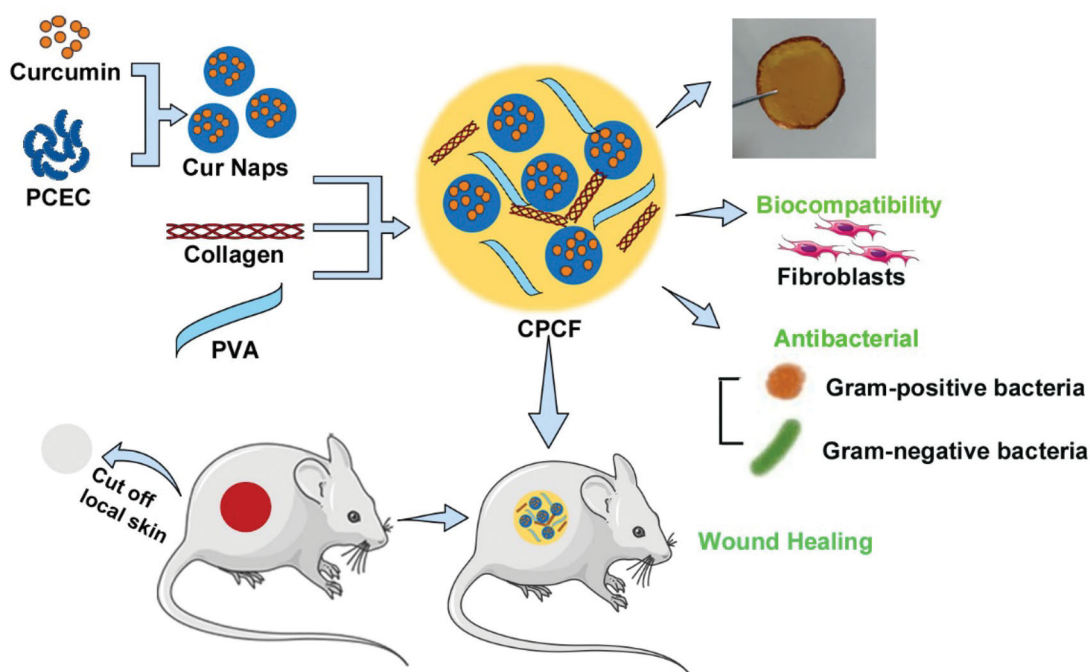 Curcumin
PCEC
Cur Naps
Collagen
PVA
CPCF
Biocompatibility
Fibroblasts
Antibacterial
Gram-positive bacteria
Gram-negative bacteria
Cut off
local skin
Wound Healing